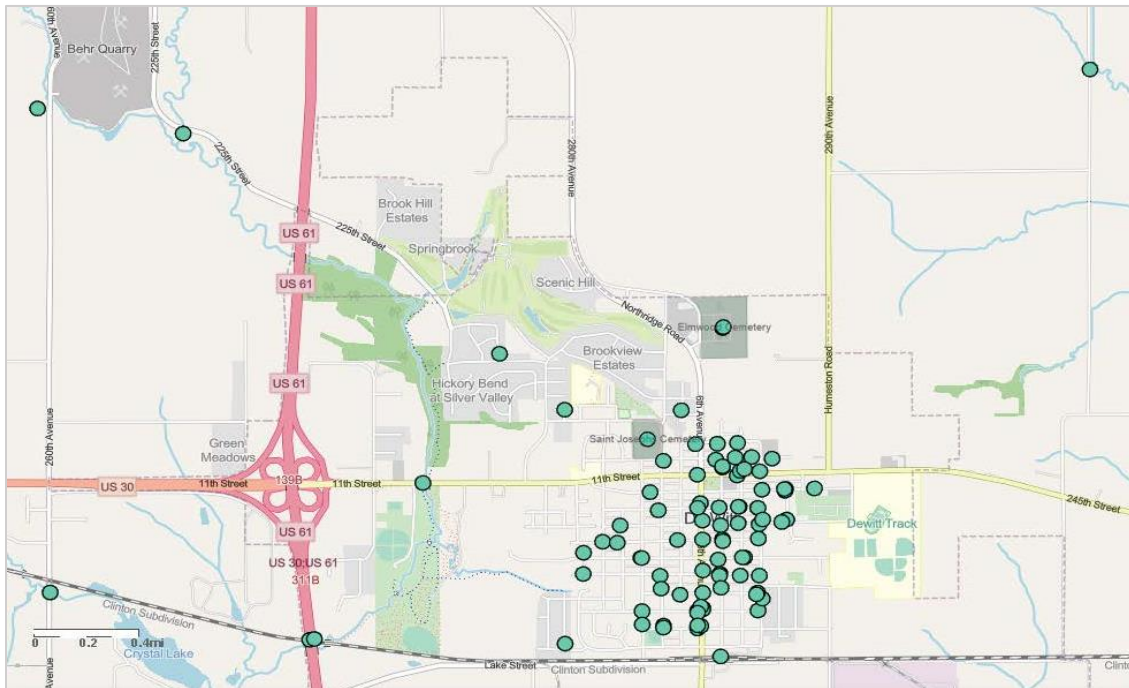 60th Avenue
Behr Quarry
225th Street
290th Avenue
280th Avenue
225th Street
Brook Hill
Estates
225th Street
US 61
Springbrook
US 61
Scenic Hill
Northridge Road
Elmwood Cemetery
Brookview
Estates
US 61
Hickory Bend
at Silver Valley
6th Avenue
Humeston Road
Green
Meadows
Saint Josephs Cemetery
260th Avenue
US 30
11th Street
139B
11th Street
11th Street
245th Street
Dewitt Track
US 61
US 30;US 61
311B
Clinton Subdivision
0 0.2 0.4mi
Crystal Lake
Avenue
Lake Street
Clinton Subdivision